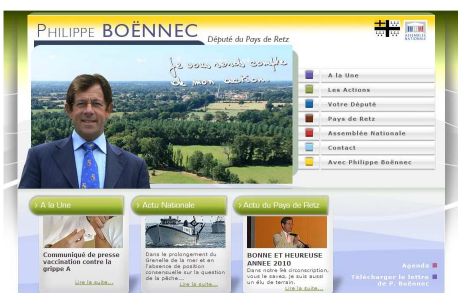 PHILIPPE BOËNNEC
Député du Pays de Retz
ASSEMBLÉE
NATIONALE
Je vous rends compte
de mon action.
A la Une
Les Actions
Votre Député
Pays de Retz
Assemblée Nationale
Contact
Avec Philippe Boënnec
> A la Une
> Actu Nationale
> Actu du Pays de Retz
Communiqué de presse
vaccination contre la
grippe A
Lire la suite...
Dans le prolongement du
Grenelle de la mer et en
l'absence de position
consensuelle sur la question
de la pêche...
Lire la suite...
BONNE ET HEUREUSE
ANNEE 2010
Dans notre 9è circonscription,
vous le savez, je suis aussi
un élu de terrain.
Lire la suite...
Agenda
Télécharger la lettre
de P. Boënnec